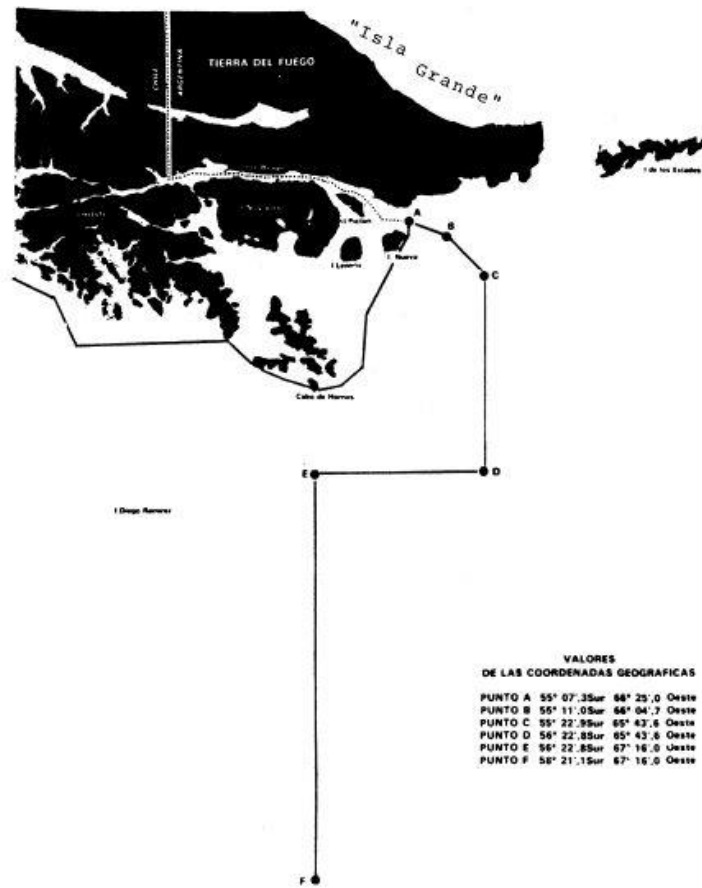 "Isla
Grande"
TIERRA DEL FUEGO
CHILE
ARGENTINA
I de los Estados
A
B
I Nueva
C
Cabo de Hornos
E
D
I Diego Ramirez
VALORES
DE LAS COORDENADAS GEOGRAFICAS
PUNTO A 55° 07',3Sur 66° 25',0 Oeste
PUNTO B 55° 11',0Sur 66° 04',7 Oeste
PUNTO C 55° 22',9Sur 65° 43',6 Oeste
PUNTO D 56° 22',8Sur 65° 43',6 Oeste
PUNTO E 56° 22',8Sur 67° 16',0 Oeste
PUNTO F 58° 21',1Sur 67° 16',0 Oeste
F